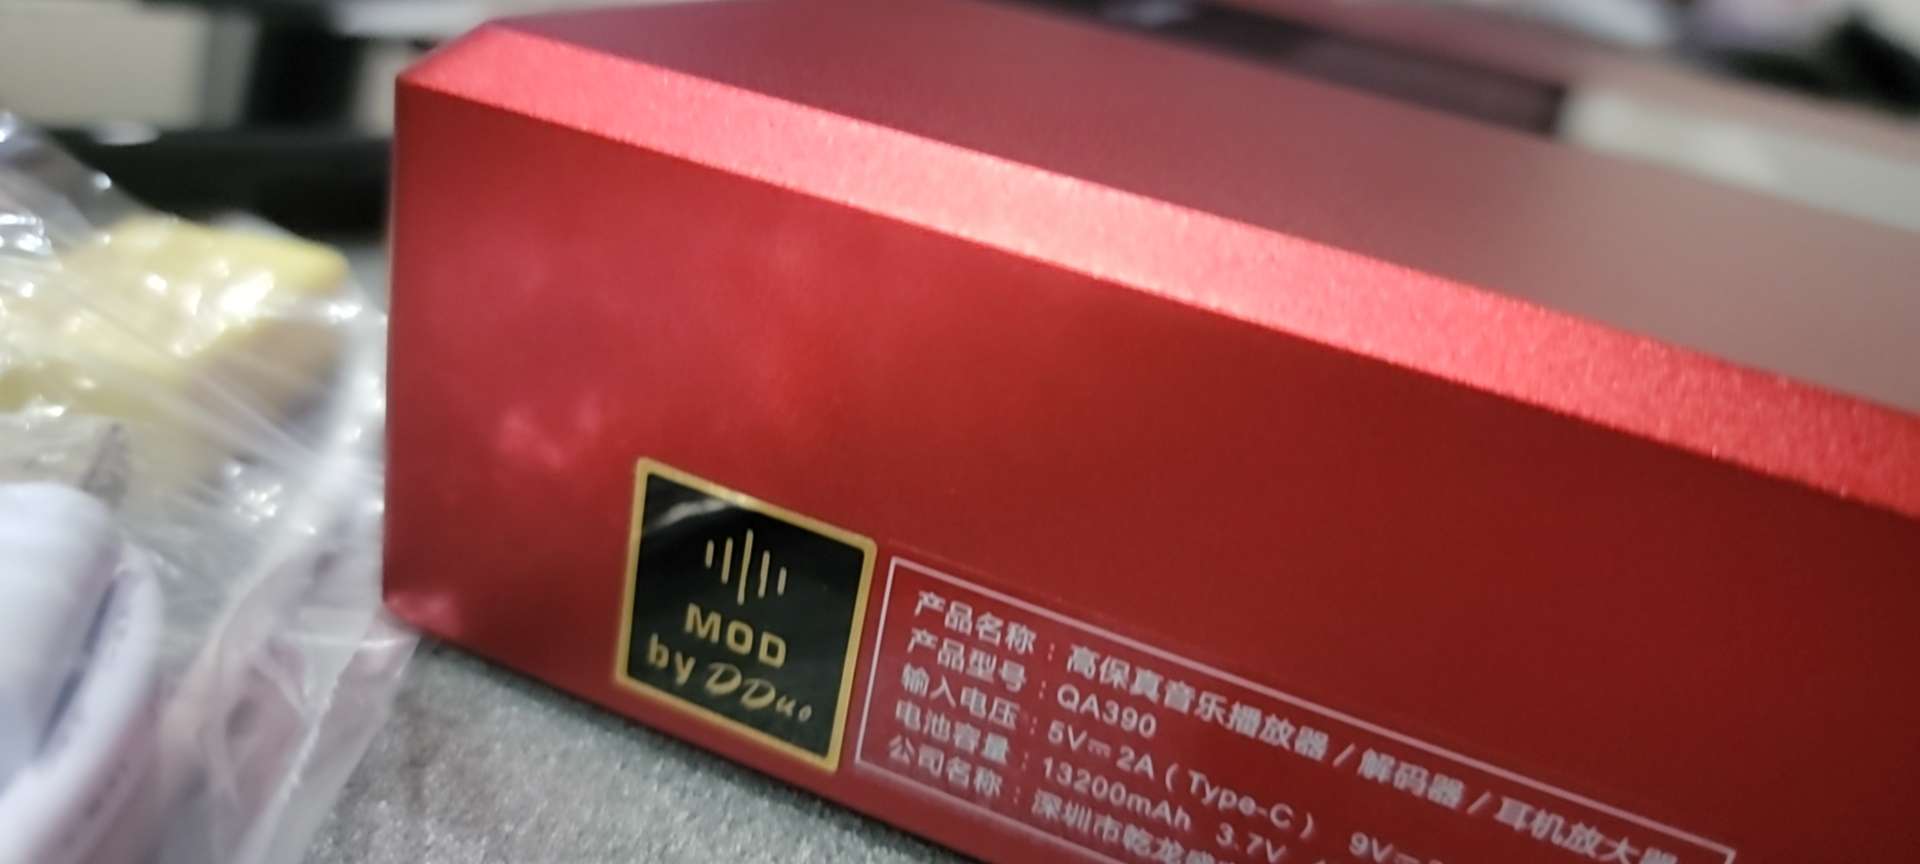 MOD
by DDuo
产品名称：高保真音乐播放器 / 解码器 / 耳机放大器
产品型号：QA390
输入电压：5V⎓2A ( Type-C ) 9V⎓
电池容量：13200mAh 3.7V
公司名称：深圳市乾龙盛